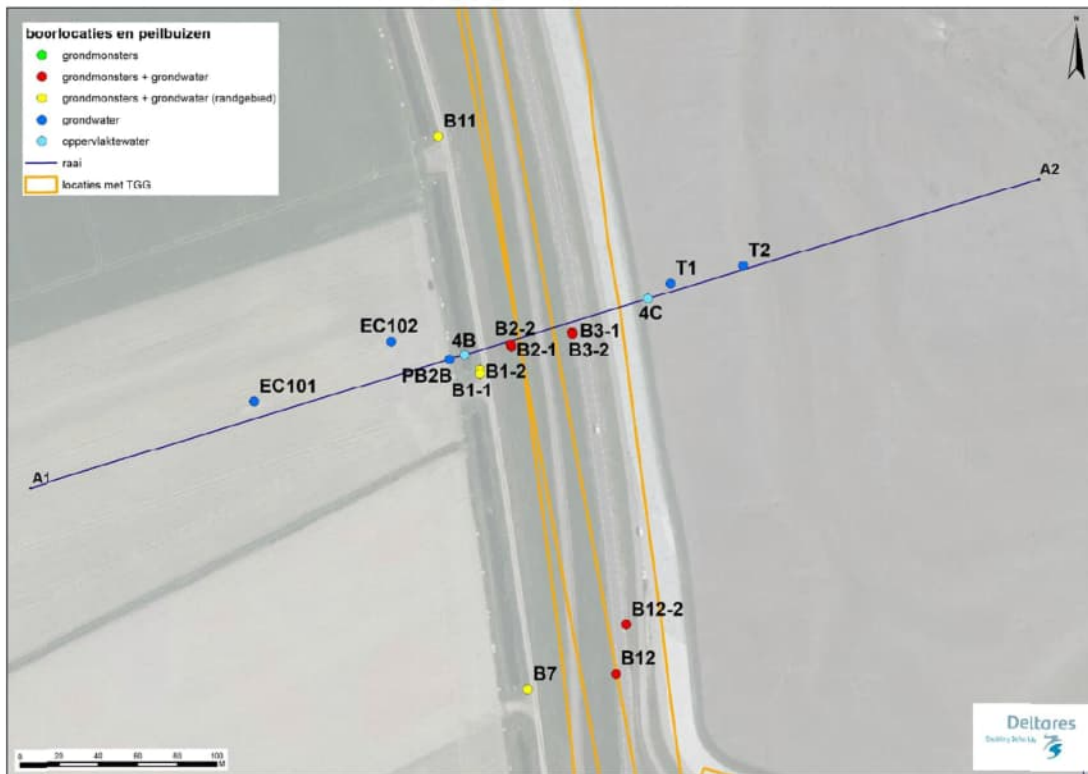 boorlocaties en peilbuizen
grondmonsters
grondmonsters + grondwater
grondmonsters + grondwater (randgebied)
grondwater
oppervlaktewater
raai
locaties met TGG
N
B11
A2
T2
T1
4C
EC102
B2-2
B3-1
4B
B2-1
B3-2
PB2B
B1-2
B1-1
EC101
A1
B12-2
B12
B7
0 20 40 60 80 100
M
Deltares